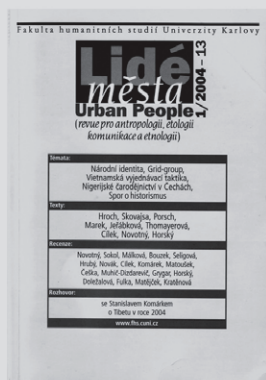 Fakulta humanitních studií Univerzity Karlovy
Lidé
města
Urban People
1/2004 - 13
(revue pro antropologii, etologii
komunikace a etnologii)
Temata:
Národní identita, Grid-group,
Vietnamská vyjednávací taktika,
Nigerijské čarodějnictví v Čechách,
Spor o historismus
Texty:
Hroch, Skovajsa, Porsch,
Marek, Jeřábková, Thomayerová,
Cílek, Novotný, Horský
Recenze:
Novotný, Sokol, Málková, Bouzek, Seligová,
Hrubý, Novák, Cílek, Komárek, Matoušek,
Češka, Muhič-Dizdarevič, Grygar, Horský,
Doležalová, Fulka, Matějček, Kraténová
Rozhovor:
se Stanislavem Komárkem
o Tibetu v roce 2004
www.fhs.cuni.cz